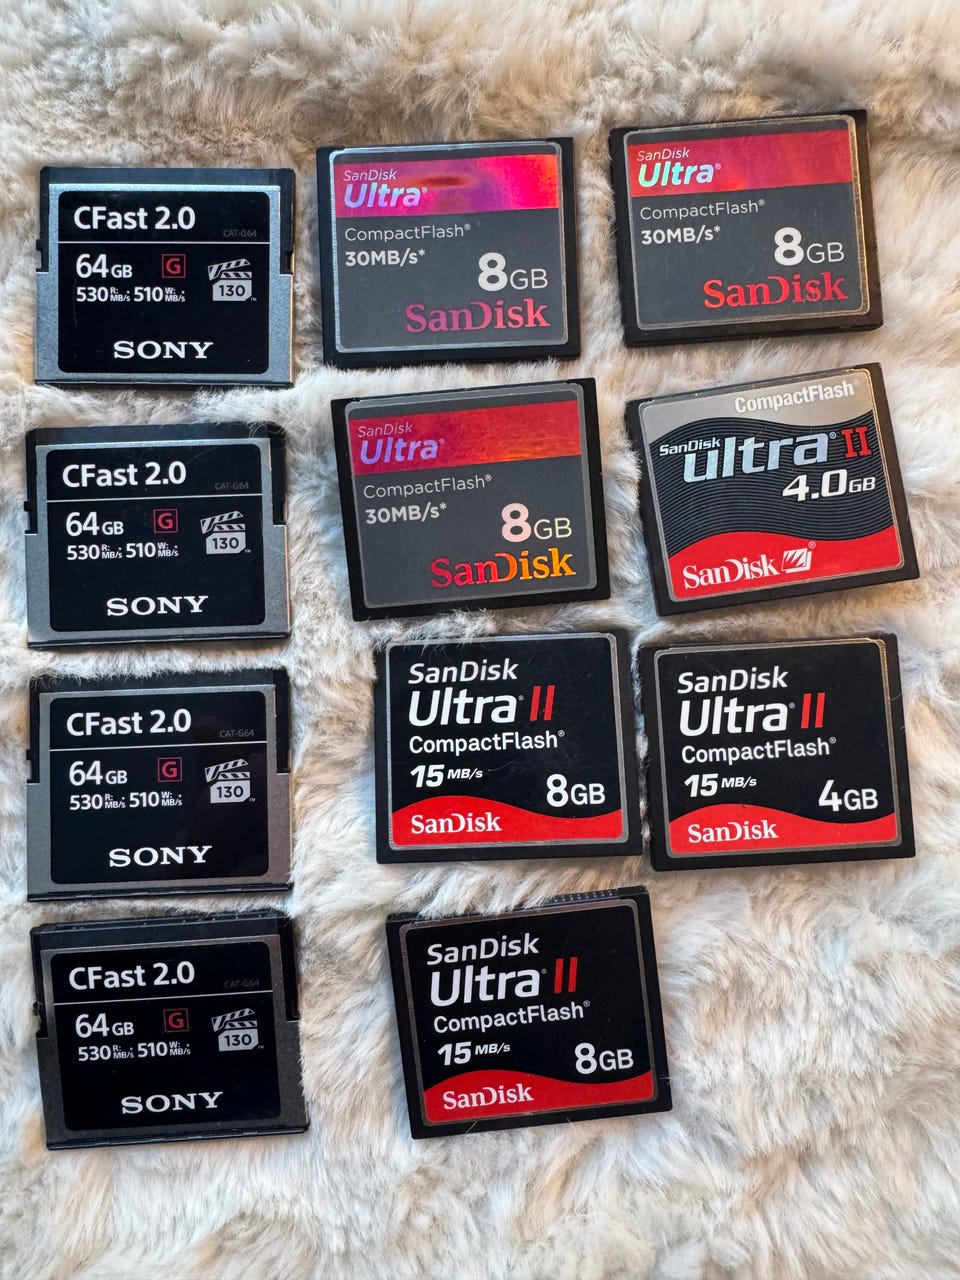 CFast 2.0
CAT-G64
64GB G
530 R: MB/s 510 W: MB/s 130
SONY
SanDisk
Ultra®
CompactFlash®
30MB/s*
8GB
SanDisk
SanDisk
Ultra®
CompactFlash®
30MB/s*
8GB
SanDisk
CFast 2.0
CAT-G64
64GB G
530 R: MB/s 510 W: MB/s 130
SONY
SanDisk
Ultra®
CompactFlash®
30MB/s*
8GB
SanDisk
CompactFlash
SanDisk ultra® II
4.0GB
SanDisk®
CFast 2.0
CAT-G64
64GB G
530 R: MB/s 510 W: MB/s 130
SONY
SanDisk
Ultra® II
CompactFlash®
15 MB/s
8GB
SanDisk
SanDisk
Ultra® II
CompactFlash®
15 MB/s
4GB
SanDisk
CFast 2.0
CAT-G64
64GB G
530 R: MB/s 510 W: MB/s 130
SONY
SanDisk
Ultra® II
CompactFlash®
15 MB/s
8GB
SanDisk